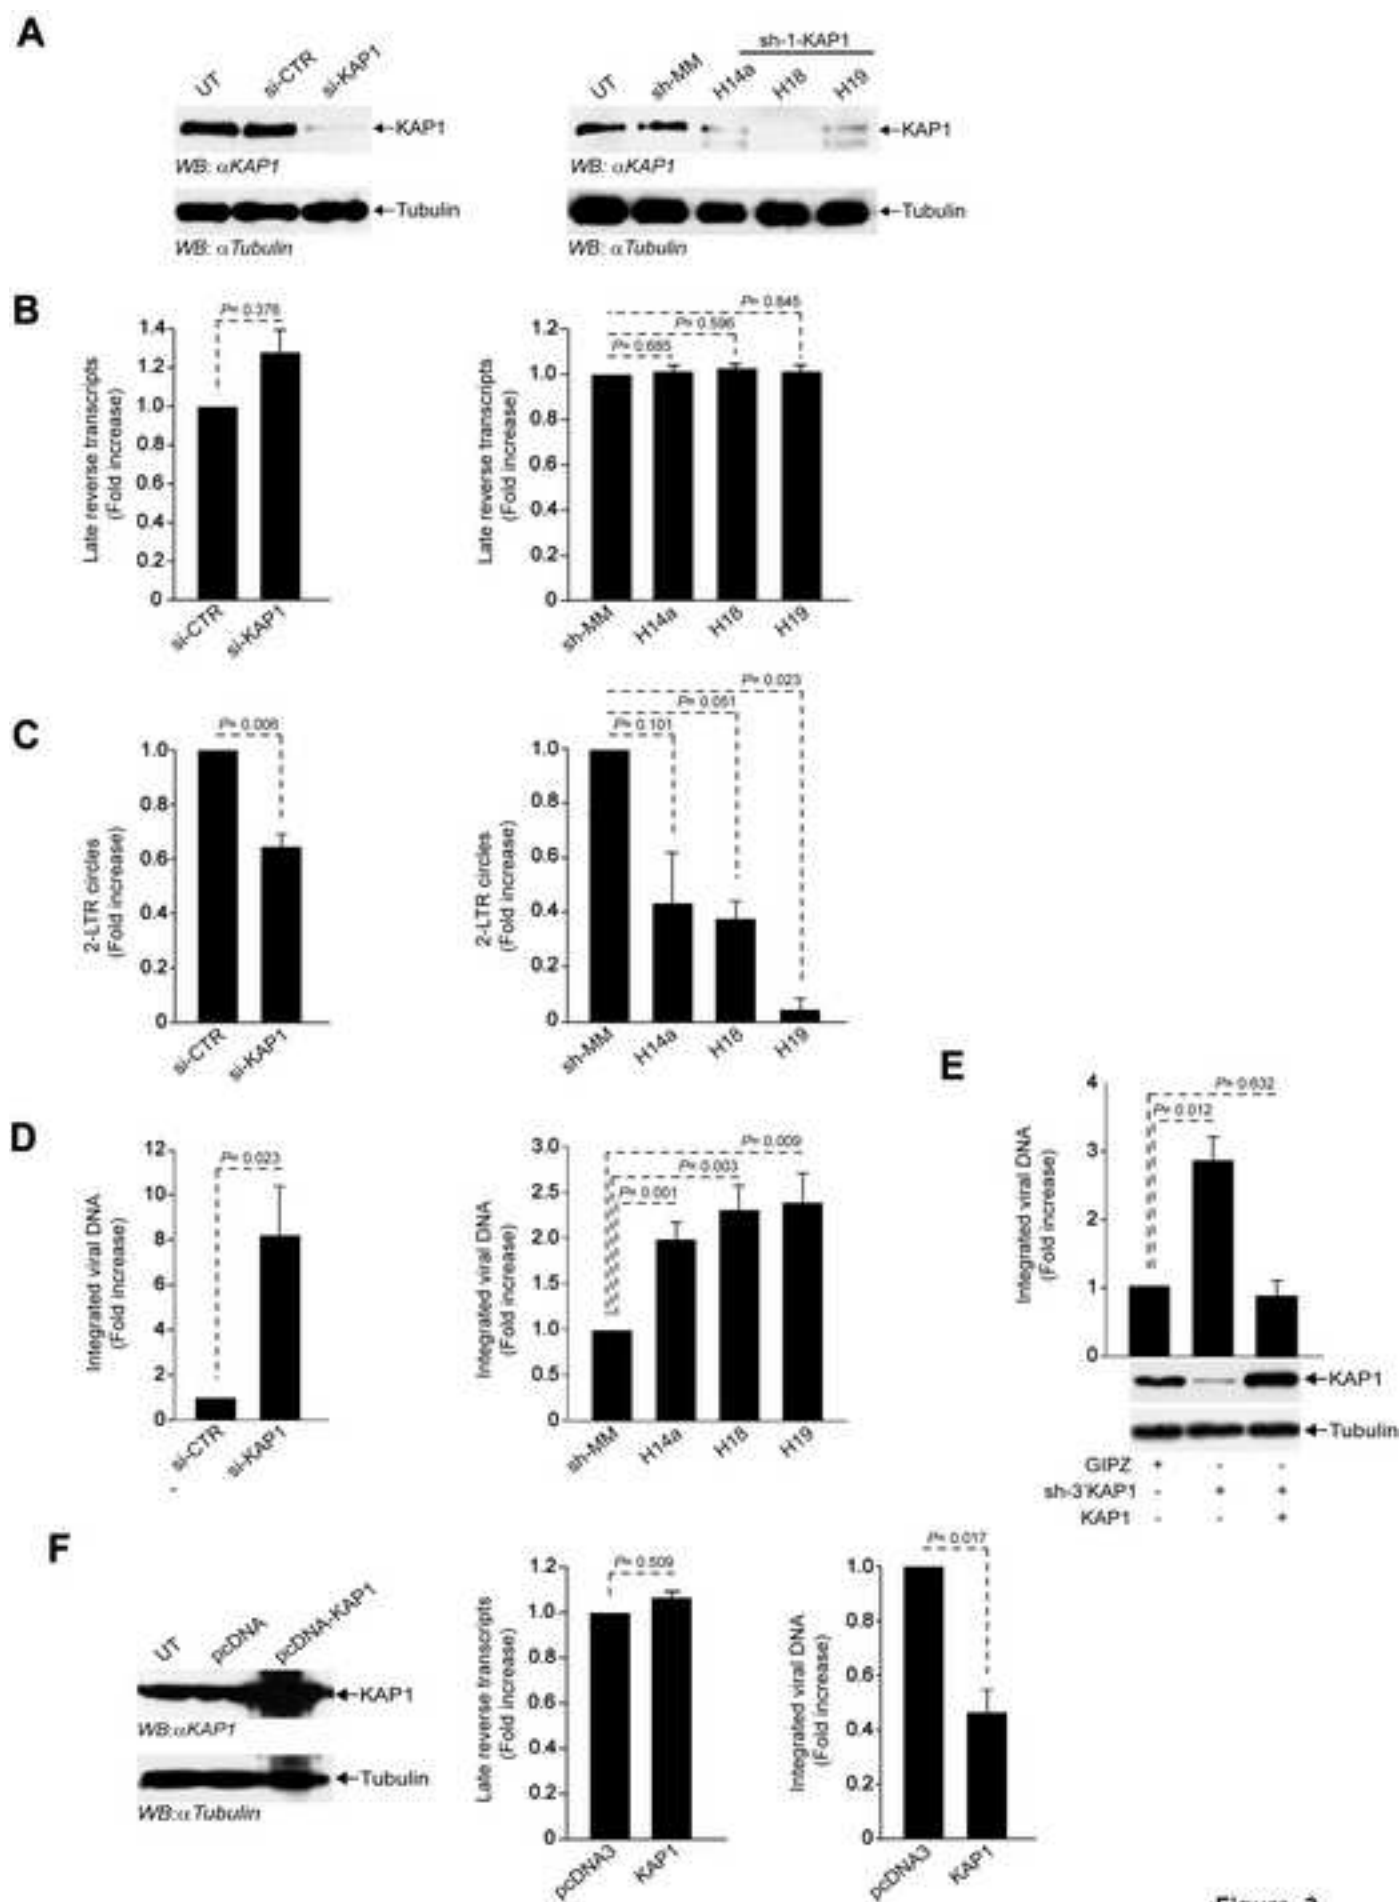 A
UT si-CTR si-KAP1
KAP1
WB: αKAP1
Tubulin
WB: αTubulin
sh-1-KAP1
UT sh-MM H14a H18 H19
KAP1
WB: αKAP1
Tubulin
WB: αTubulin
B
Late reverse transcripts
(Fold increase)
1.4
1.2
1.0
0.8
0.6
0.4
0.2
0
P= 0.376
si-CTR si-KAP1
Late reverse transcripts
(Fold increase)
1.2
1.0
0.8
0.6
0.4
0.2
0
P= 0.845
P= 0.596
P= 0.685
sh-MM H14a H18 H19
C
2-LTR circles
(Fold increase)
1.0
0.8
0.6
0.4
0.2
0
P= 0.006
si-CTR si-KAP1
2-LTR circles
(Fold increase)
1.0
0.8
0.6
0.4
0.2
0
P= 0.023
P= 0.051
P= 0.101
sh-MM H14a H18 H19
D
Integrated viral DNA
(Fold increase)
12
10
8
6
4
2
0
P= 0.023
si-CTR si-KAP1
Integrated viral DNA
(Fold increase)
3.0
2.5
2.0
1.5
1.0
0.5
0
P= 0.009
P= 0.003
P= 0.001
sh-MM H14a H18 H19
E
Integrated viral DNA
(Fold increase)
4
3
2
1
0
P= 0.632
P= 0.012
KAP1
Tubulin
GIPZ + - -
sh-3'KAP1 - + +
KAP1 - - +
F
UT pcDNA pcDNA-KAP1
KAP1
WB:αKAP1
Tubulin
WB:αTubulin
Late reverse transcripts
(Fold increase)
1.2
1.0
0.8
0.6
0.4
0.2
0
P= 0.509
pcDNA3 KAP1
Integrated viral DNA
(Fold increase)
1.0
0.8
0.6
0.4
0.2
0
P= 0.017
pcDNA3 KAP1